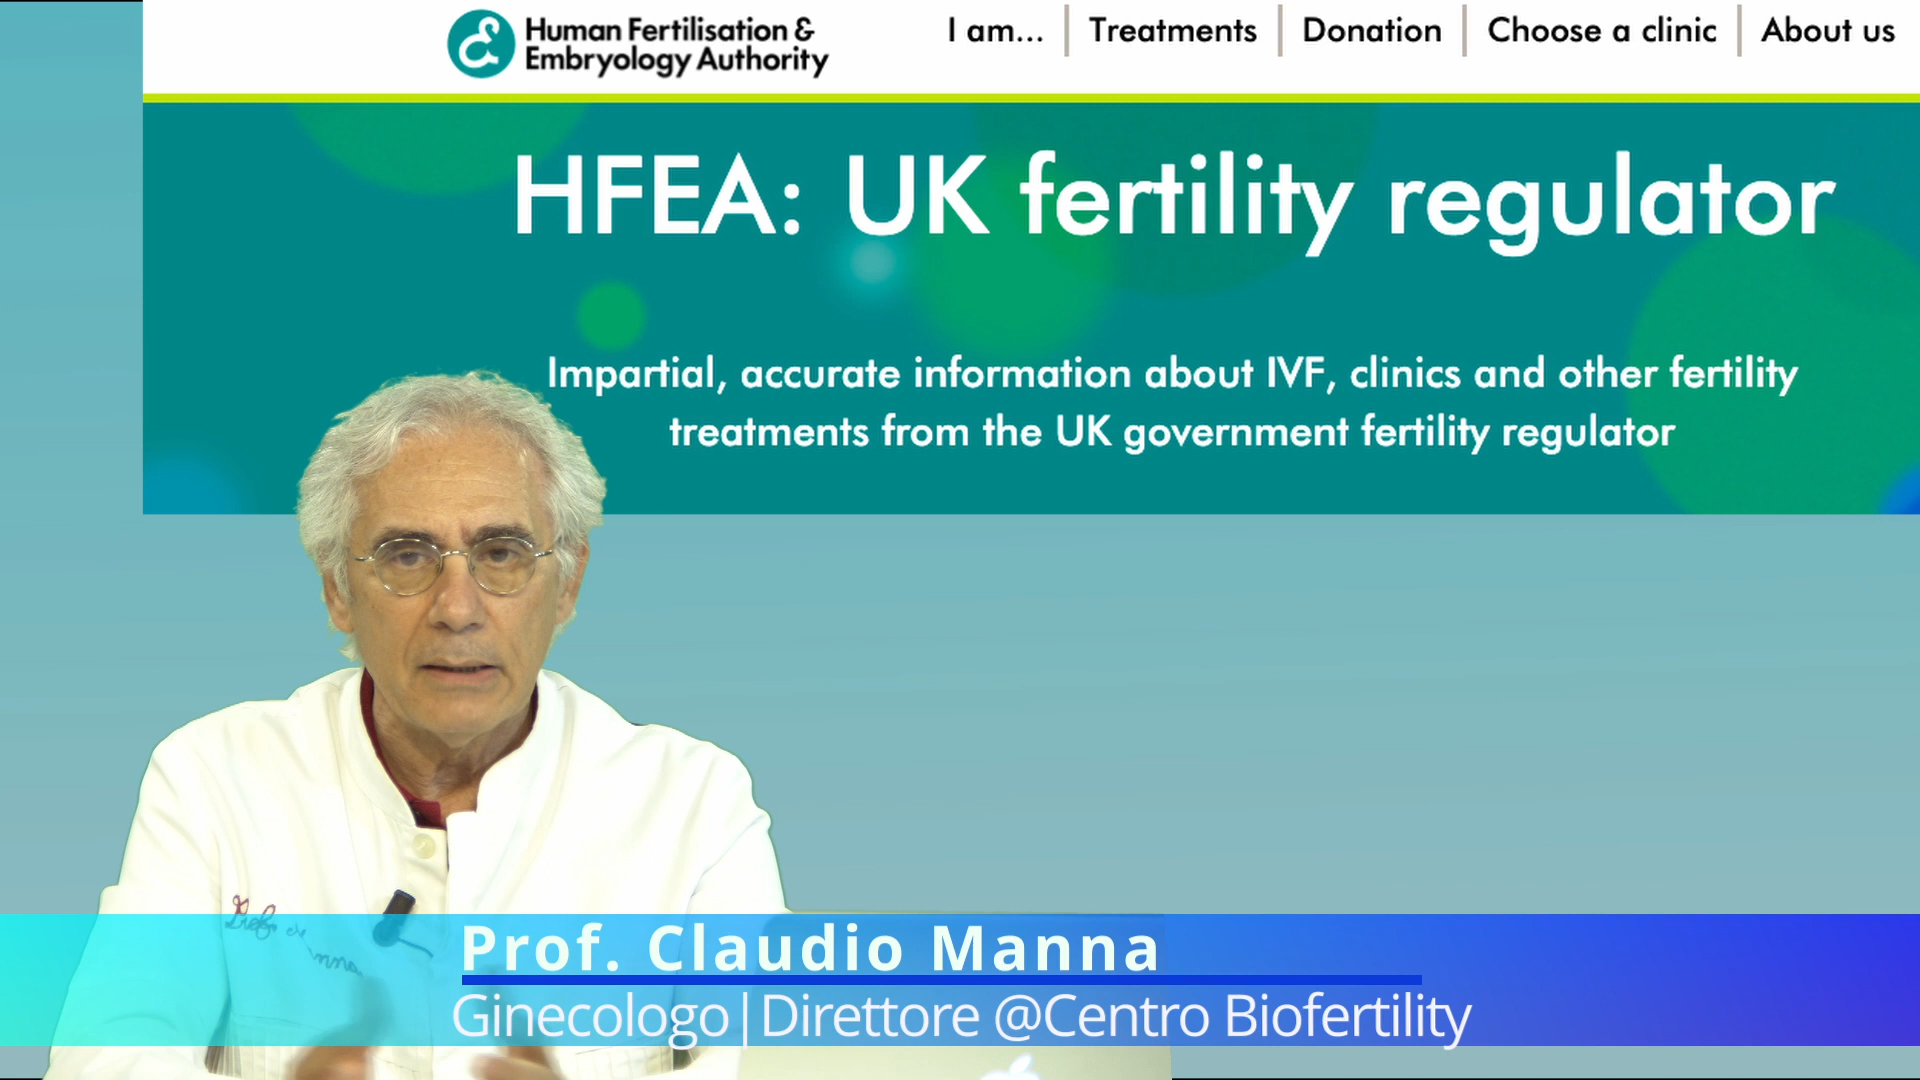 Human Fertilisation &
Embryology Authority
I am...
Treatments
Donation
Choose a clinic
About us
HFEA: UK fertility regulator
Impartial, accurate information about IVF, clinics and other fertility
treatments from the UK government fertility regulator
Prof.
Prof. Claudio Manna
Ginecologo|Direttore @Centro Biofertility